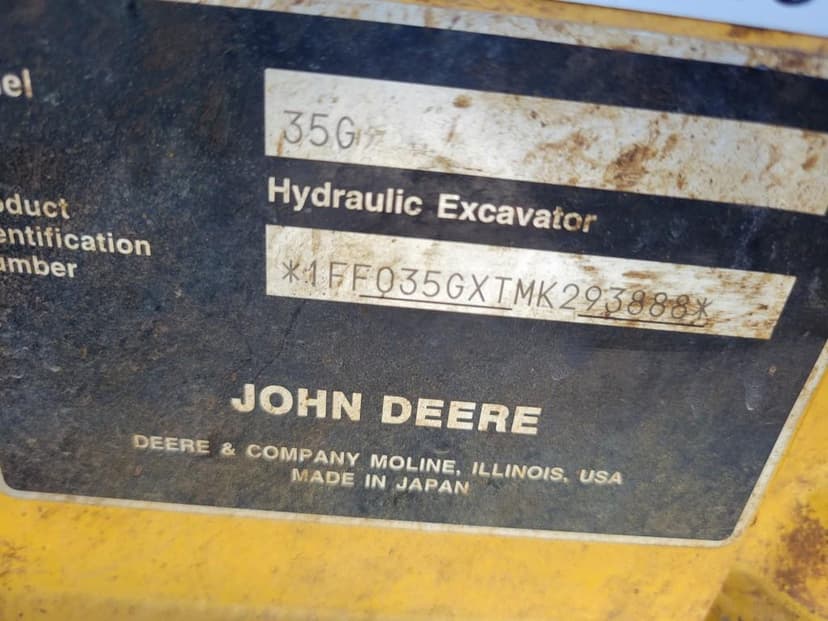 el
35G
Hydraulic Excavator
oduct
entification
umber
*1FF035GXTMK293888*
JOHN DEERE
DEERE & COMPANY MOLINE, ILLINOIS, USA
MADE IN JAPAN